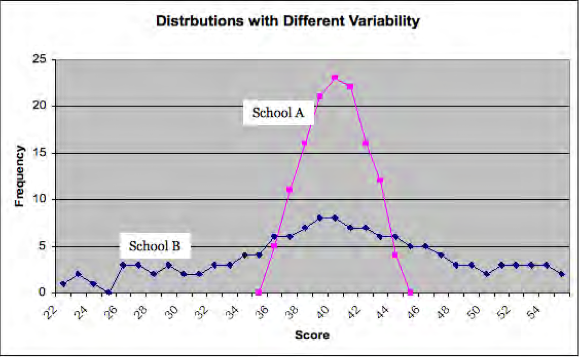 Distrbutions with Different Variability
25
20
15
10
5
0
Frequency
School A
School B
22 24 26 28 30 32 34 36 38 40 42 44 46 48 50 52 54
Score